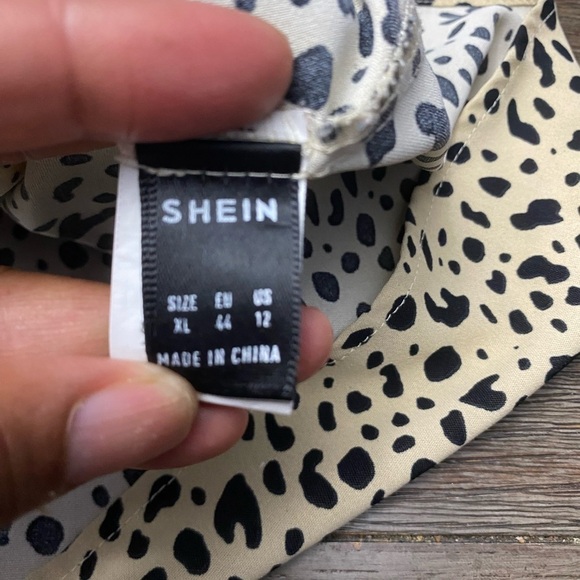 SHEIN
SIZE EU US
XL 44 12
MADE IN CHINA